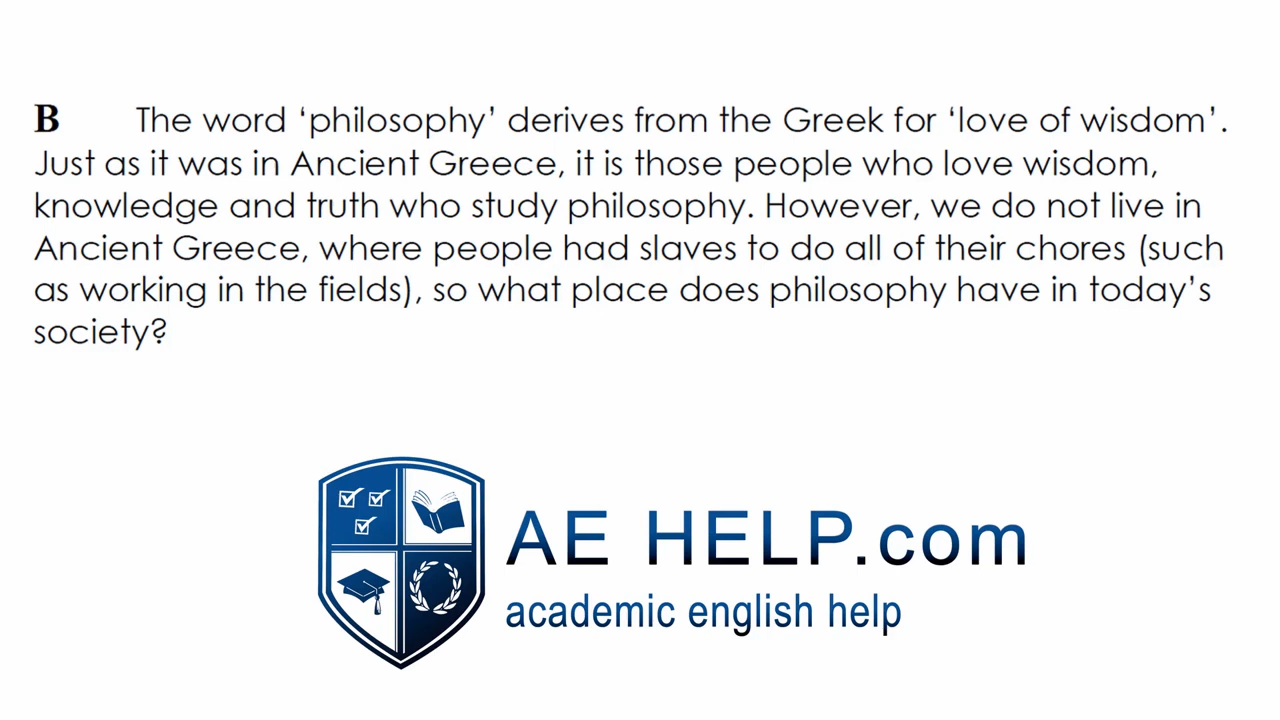 B The word ‘philosophy’ derives from the Greek for ‘love of wisdom’.
Just as it was in Ancient Greece, it is those people who love wisdom,
knowledge and truth who study philosophy. However, we do not live in
Ancient Greece, where people had slaves to do all of their chores (such
as working in the fields), so what place does philosophy have in today’s
society?
AE HELP.com
academic english help